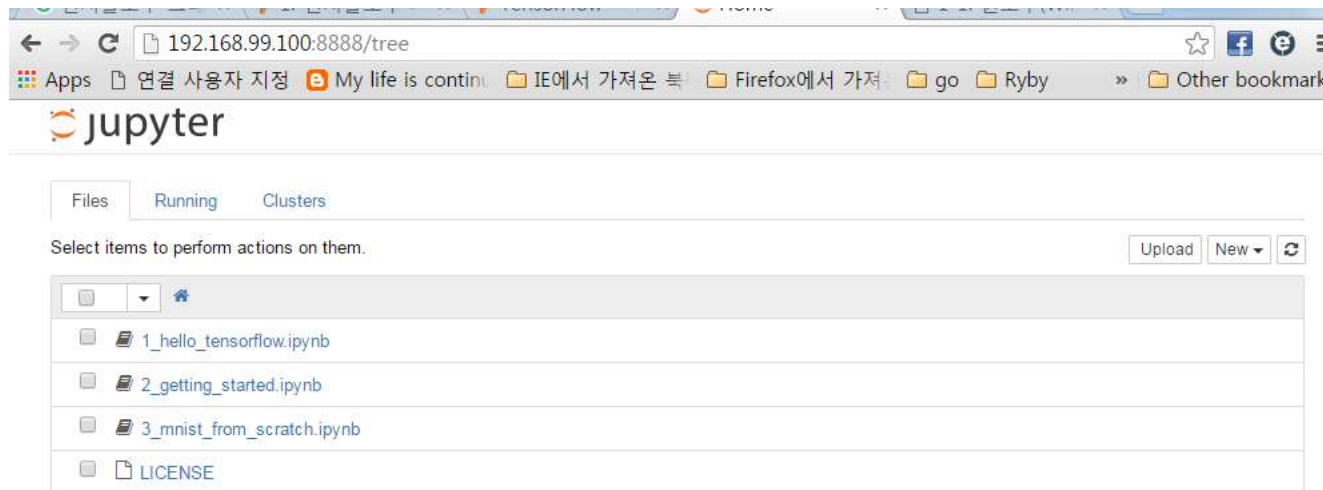 Home
192.168.99.100:8888/tree
Apps 연결 사용자 지정 My life is continu IE에서 가져온 북 Firefox에서 가져 go Ryby » Other bookmark
jupyter
Files Running Clusters
Select items to perform actions on them. Upload New
1_hello_tensorflow.ipynb
2_getting_started.ipynb
3_mnist_from_scratch.ipynb
LICENSE